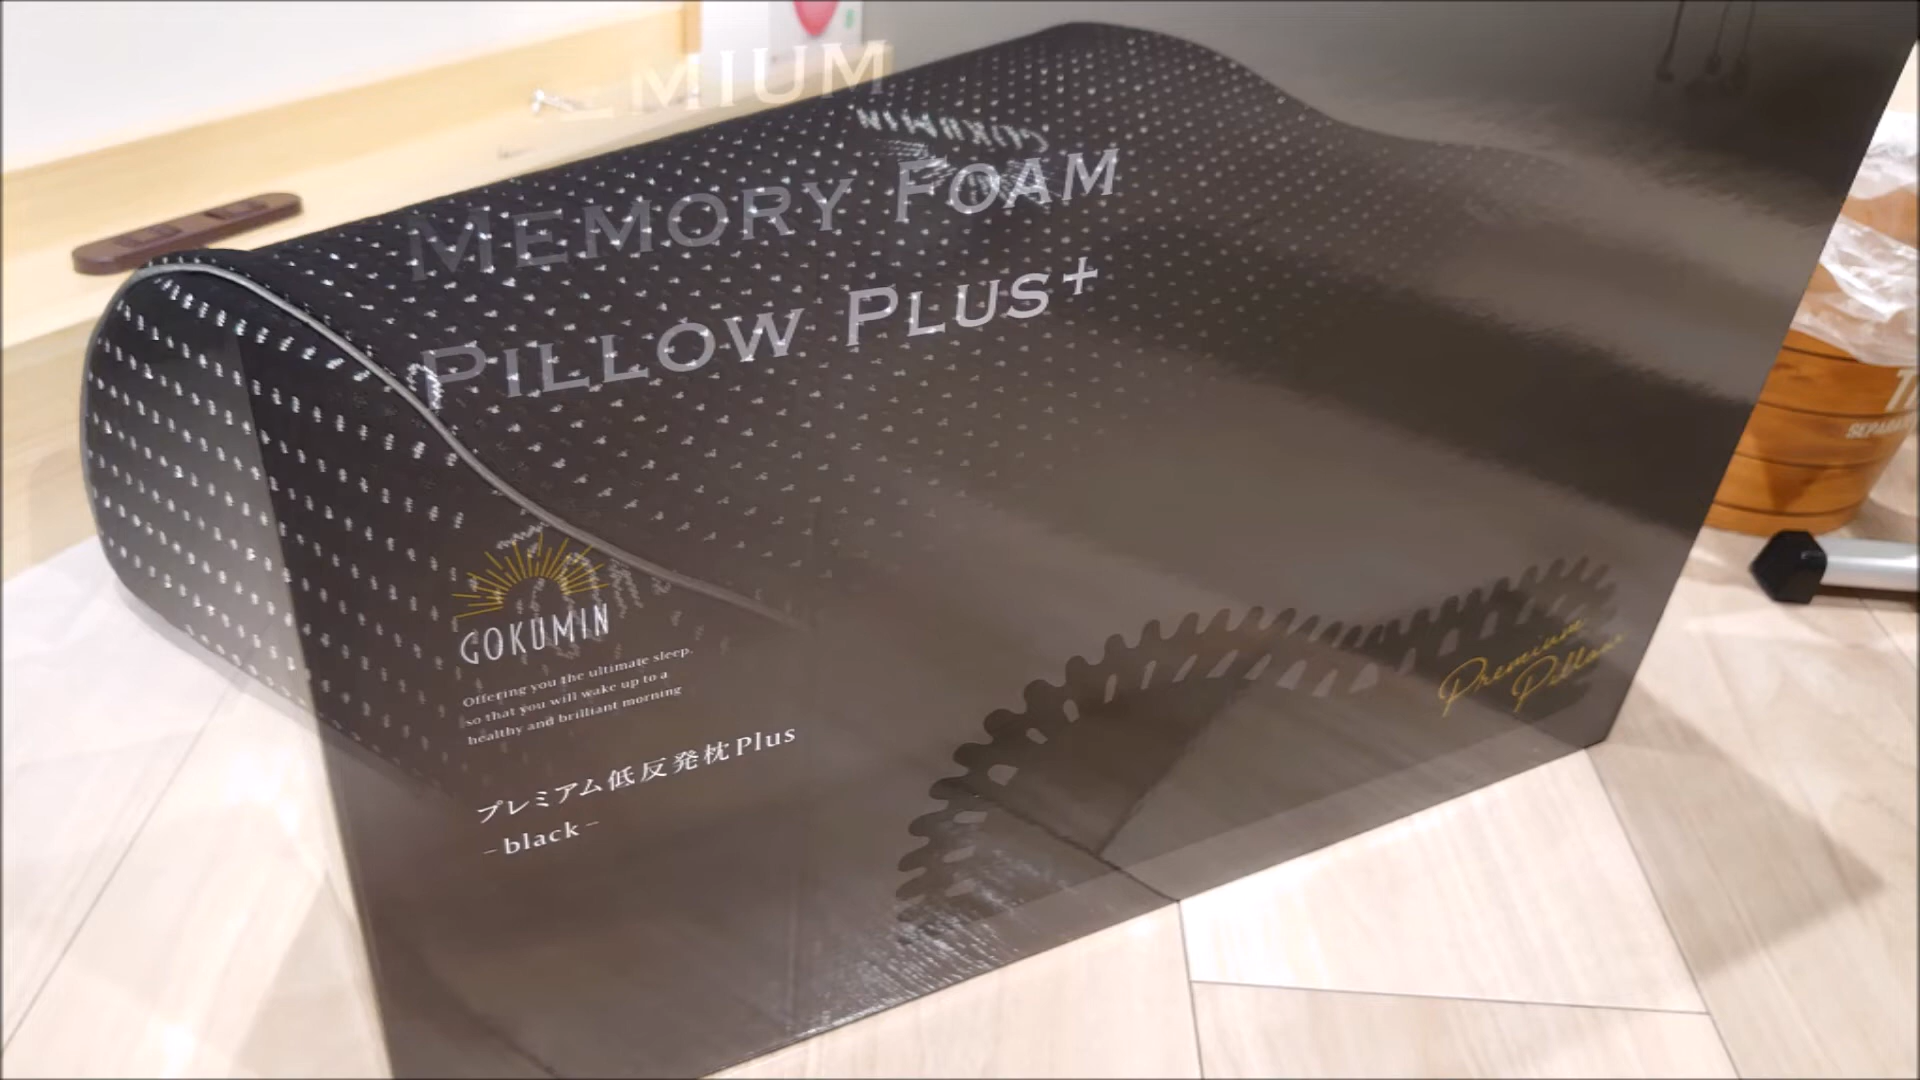 MIUM
GOKUMIN
MEMORY FOAM
PILLOW PLUS+
GOKUMIN
Offering you the ultimate sleep.
so that you will wake up to a
healthy and brilliant morning
プレミアム低反発枕Plus
–black–
Premium
Pillow